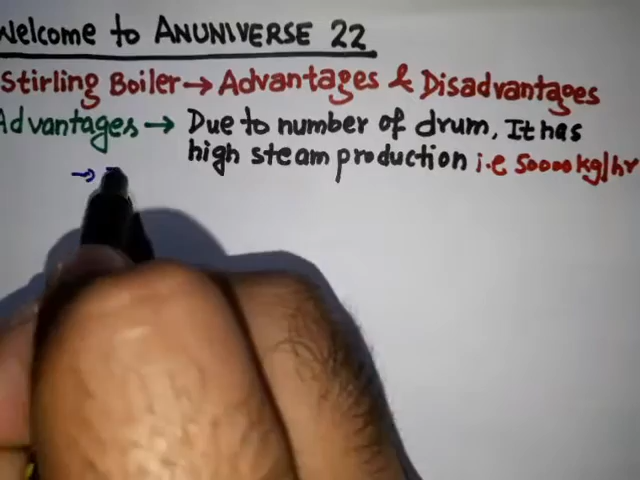 Welcome to ANUNIVERSE 22
Stirling Boiler → Advantages & Disadvantages
Advantages → Due to number of drum, It has
high steam production i.e 50000 kg/hr
→